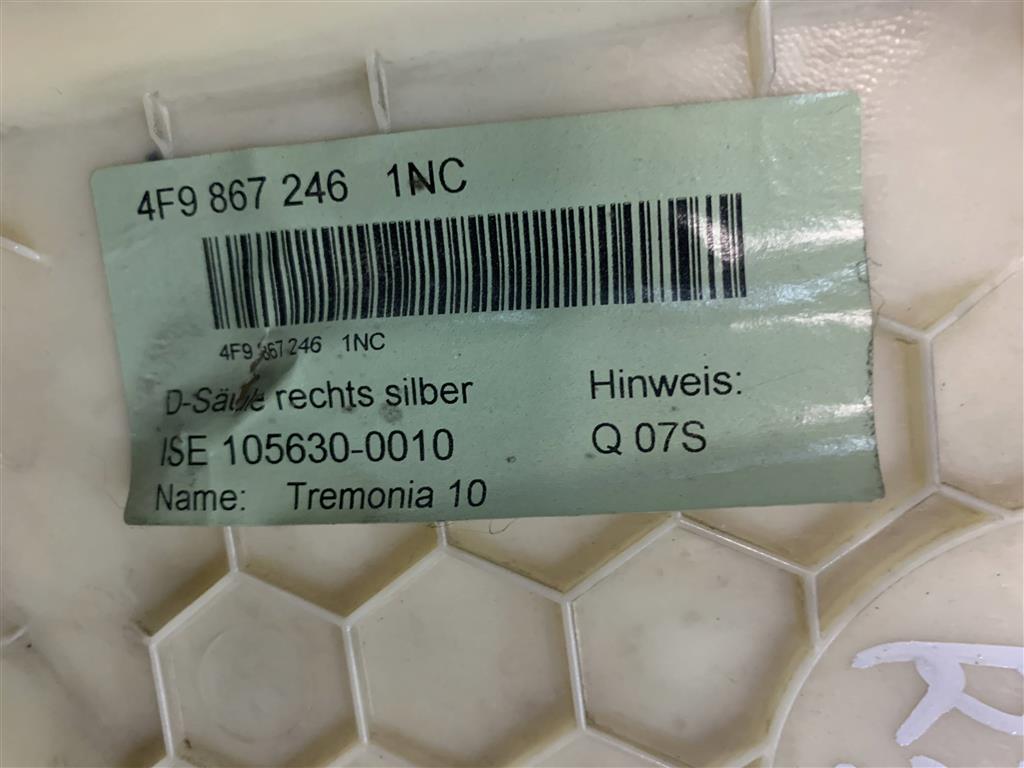 4F9 867 246 1NC
4F9 867 246 1NC
D-Säule rechts silber
Hinweis:
ISE 105630-0010
Q 07S
Name: Tremonia 10
R